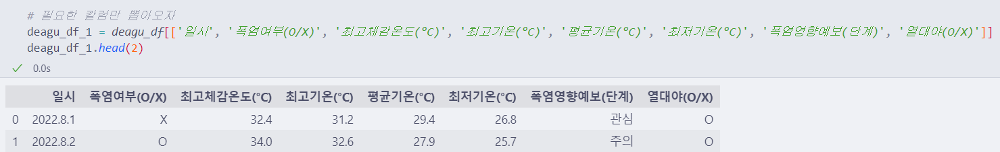 # 필요한 칼럼만 뽑아오자
deagu_df_1 = deagu_df[['일시', '폭염여부(O/X)', '최고체감온도(°C)', '최고기온(°C)', '평균기온(°C)', '최저기온(°C)', '폭염영향예보(단계)', '열대야(O/X)']]
deagu_df_1.head(2)
✓ 0.0s
일시 폭염여부(O/X) 최고체감온도(°C) 최고기온(°C) 평균기온(°C) 최저기온(°C) 폭염영향예보(단계) 열대야(O/X)
0 2022.8.1 X 32.4 31.2 29.4 26.8 관심 O
1 2022.8.2 O 34.0 32.6 27.9 25.7 주의 O